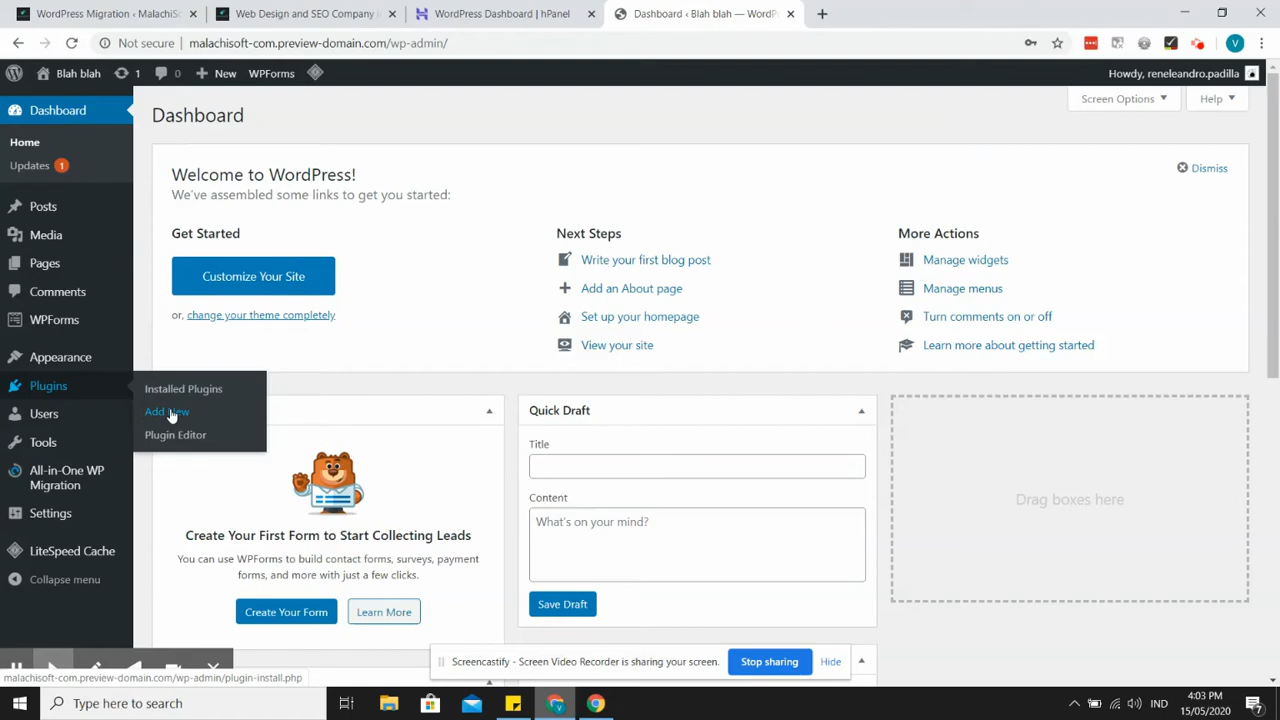 WordPress Migration ‹ MalachiSo
Web Design and SEO Company i
WordPress Dashboard | hPanel
Dashboard ‹ Blah blah — WordP
Not secure
malachisoft-com.preview-domain.com/wp-admin/
V
Blah blah
1
0
New
WPForms
Howdy, reneleandro.padilla
Dashboard
Home
Updates
1
Posts
Media
Pages
Comments
WPForms
Appearance
Plugins
Users
Tools
All-in-One WP
Migration
Settings
LiteSpeed Cache
Collapse menu
Installed Plugins
Add New
Plugin Editor
Dashboard
Screen Options
Help
Welcome to WordPress!
We've assembled some links to get you started:
Dismiss
Get Started
Customize Your Site
or, change your theme completely
Next Steps
Write your first blog post
Add an About page
Set up your homepage
View your site
More Actions
Manage widgets
Manage menus
Turn comments on or off
Learn more about getting started
Create Your First Form to Start Collecting Leads
You can use WPForms to build contact forms, surveys, payment
forms, and more with just a few clicks.
Create Your Form
Learn More
Quick Draft
Title
Content
What's on your mind?
Save Draft
Drag boxes here
Screencastify - Screen Video Recorder is sharing your screen.
Stop sharing
Hide
malachisoft-com.preview-domain.com/wp-admin/plugin-install.php
Type here to search
IND
4:03 PM
15/05/2020
7